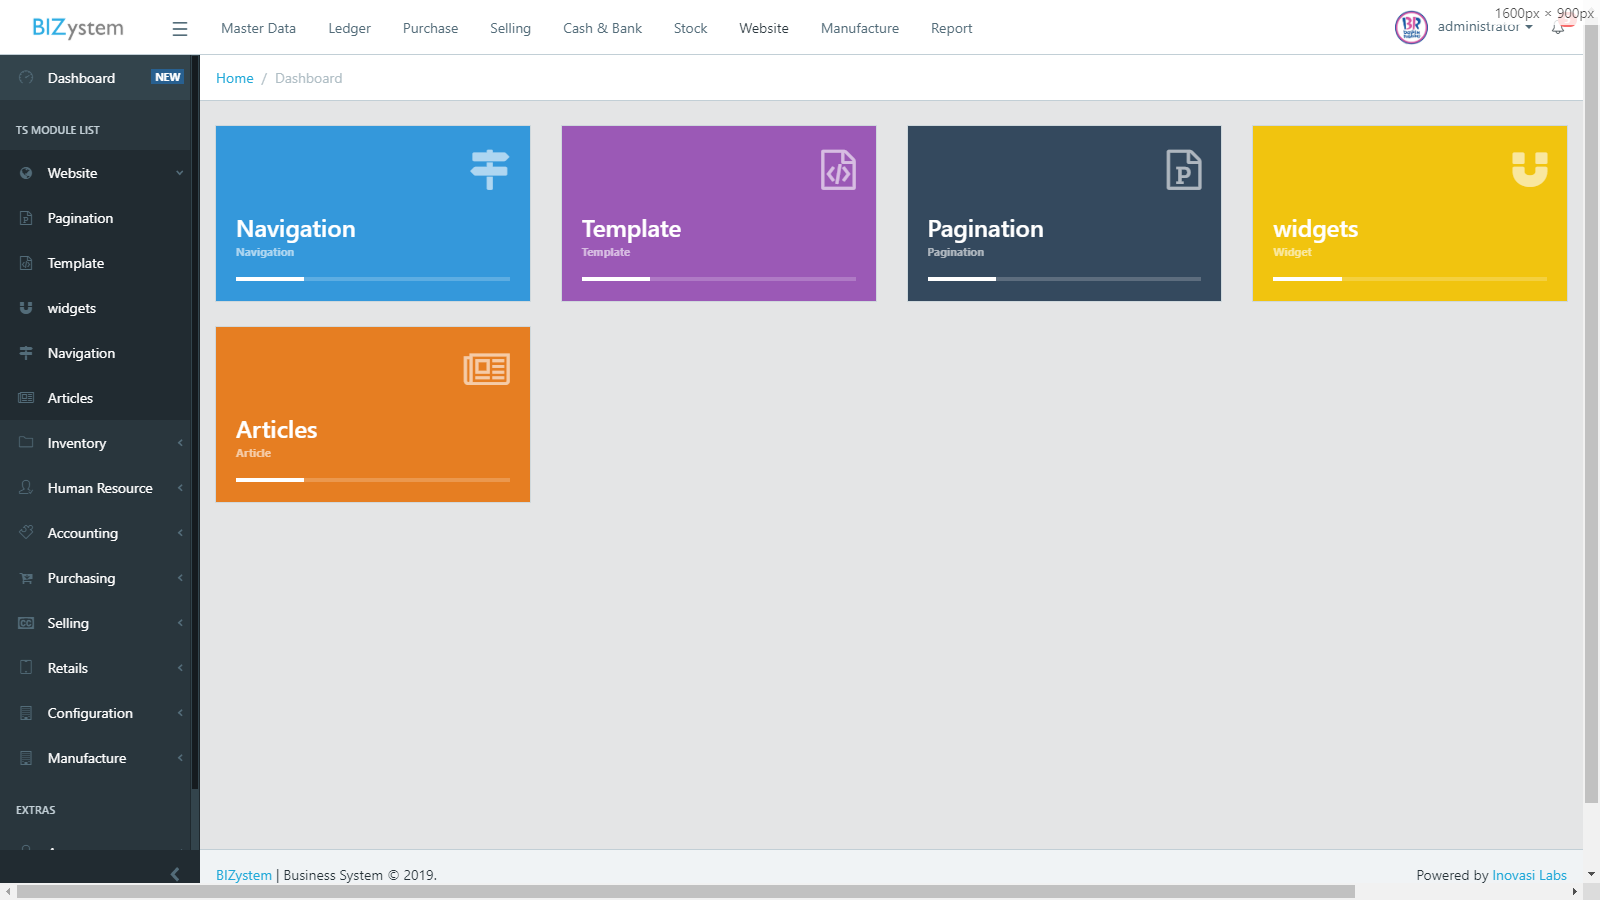 BIZystem
Master Data
Ledger
Purchase
Selling
Cash & Bank
Stock
Website
Manufacture
Report
administrator
1600px × 900px
Dashboard NEW
TS MODULE LIST
Website
Pagination
Template
widgets
Navigation
Articles
Inventory
Human Resource
Accounting
Purchasing
Selling
Retails
Configuration
Manufacture
EXTRAS
Home / Dashboard
Navigation
Navigation
Template
Template
Pagination
Pagination
widgets
Widget
Articles
Article
BIZystem | Business System © 2019.
Powered by Inovasi Labs